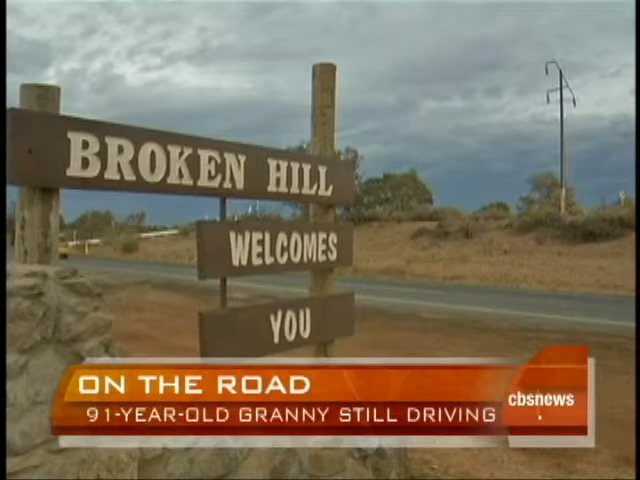 BROKEN HILL
WELCOMES
YOU
ON THE ROAD
91-YEAR-OLD GRANNY STILL DRIVING
cbsnews